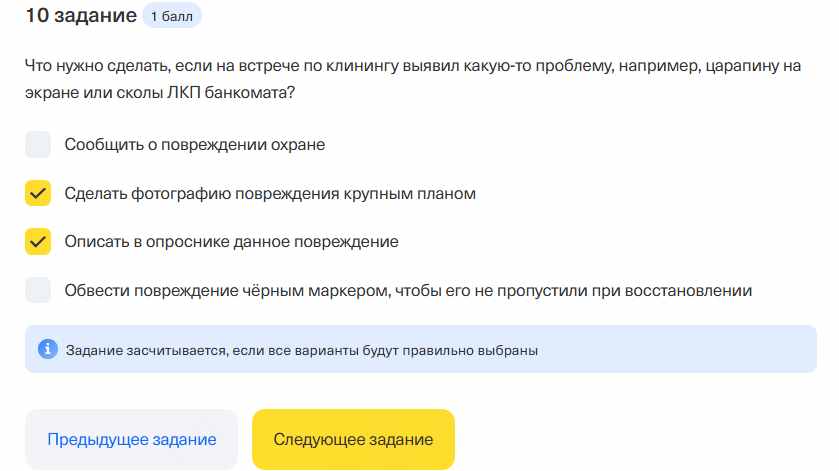 10 задание 1 балл
Что нужно сделать, если на встрече по клинингу выявил какую-то проблему, например, царапину на
экране или сколы ЛКП банкомата?
Сообщить о повреждении охране
Сделать фотографию повреждения крупным планом
Описать в опроснике данное повреждение
Обвести повреждение чёрным маркером, чтобы его не пропустили при восстановлении
Задание засчитывается, если все варианты будут правильно выбраны
Предыдущее задание Следующее задание